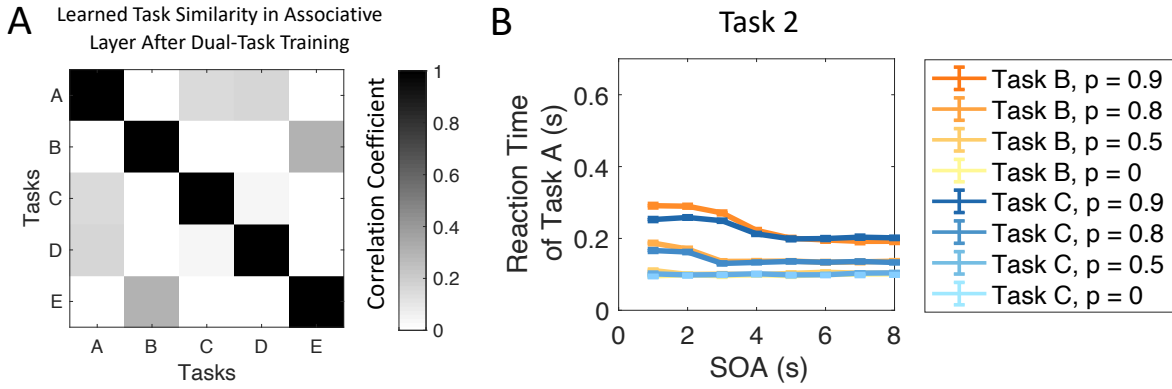 A
Learned Task Similarity in Associative
Layer After Dual-Task Training
Tasks
A
B
C
D
E
A B C D E
Tasks
Correlation Coefficient
1
0.8
0.6
0.4
0.2
0
B
Task 2
Reaction Time
of Task A (s)
0.6
0.4
0.2
0
0 2 4 6 8
SOA (s)
Task B, p = 0.9
Task B, p = 0.8
Task B, p = 0.5
Task B, p = 0
Task C, p = 0.9
Task C, p = 0.8
Task C, p = 0.5
Task C, p = 0